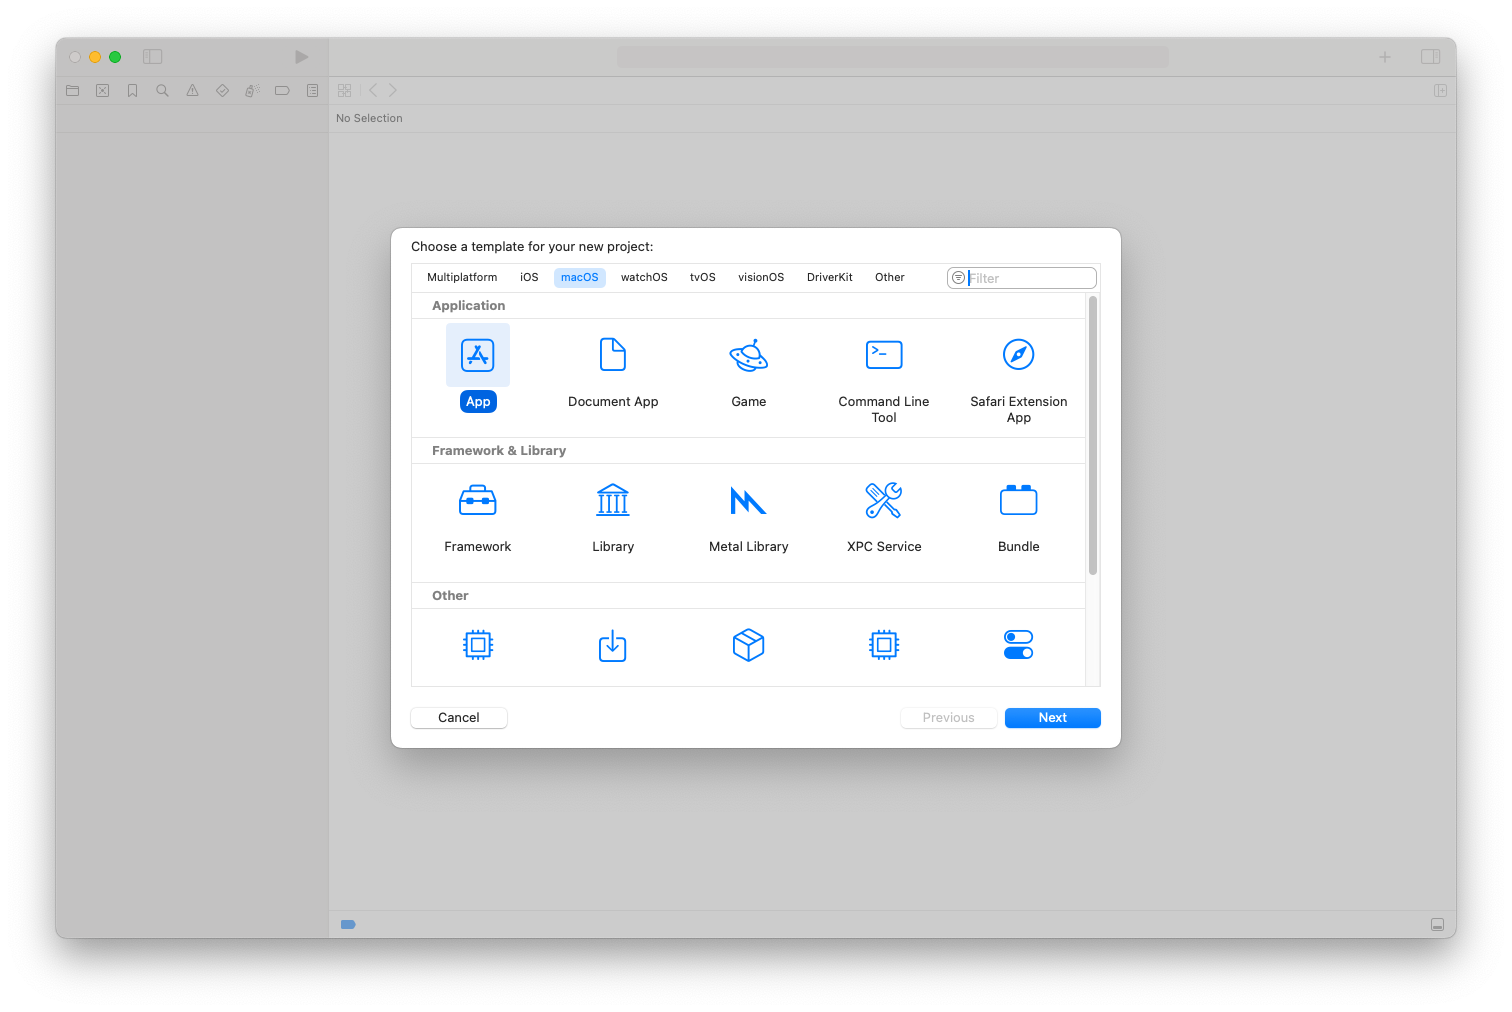 No Selection
Choose a template for your new project:
Multiplatform iOS macOS watchOS tvOS visionOS DriverKit Other Filter
Application
App Document App Game Command Line Tool Safari Extension App
Framework & Library
Framework Library Metal Library XPC Service Bundle
Other
Cancel Previous Next